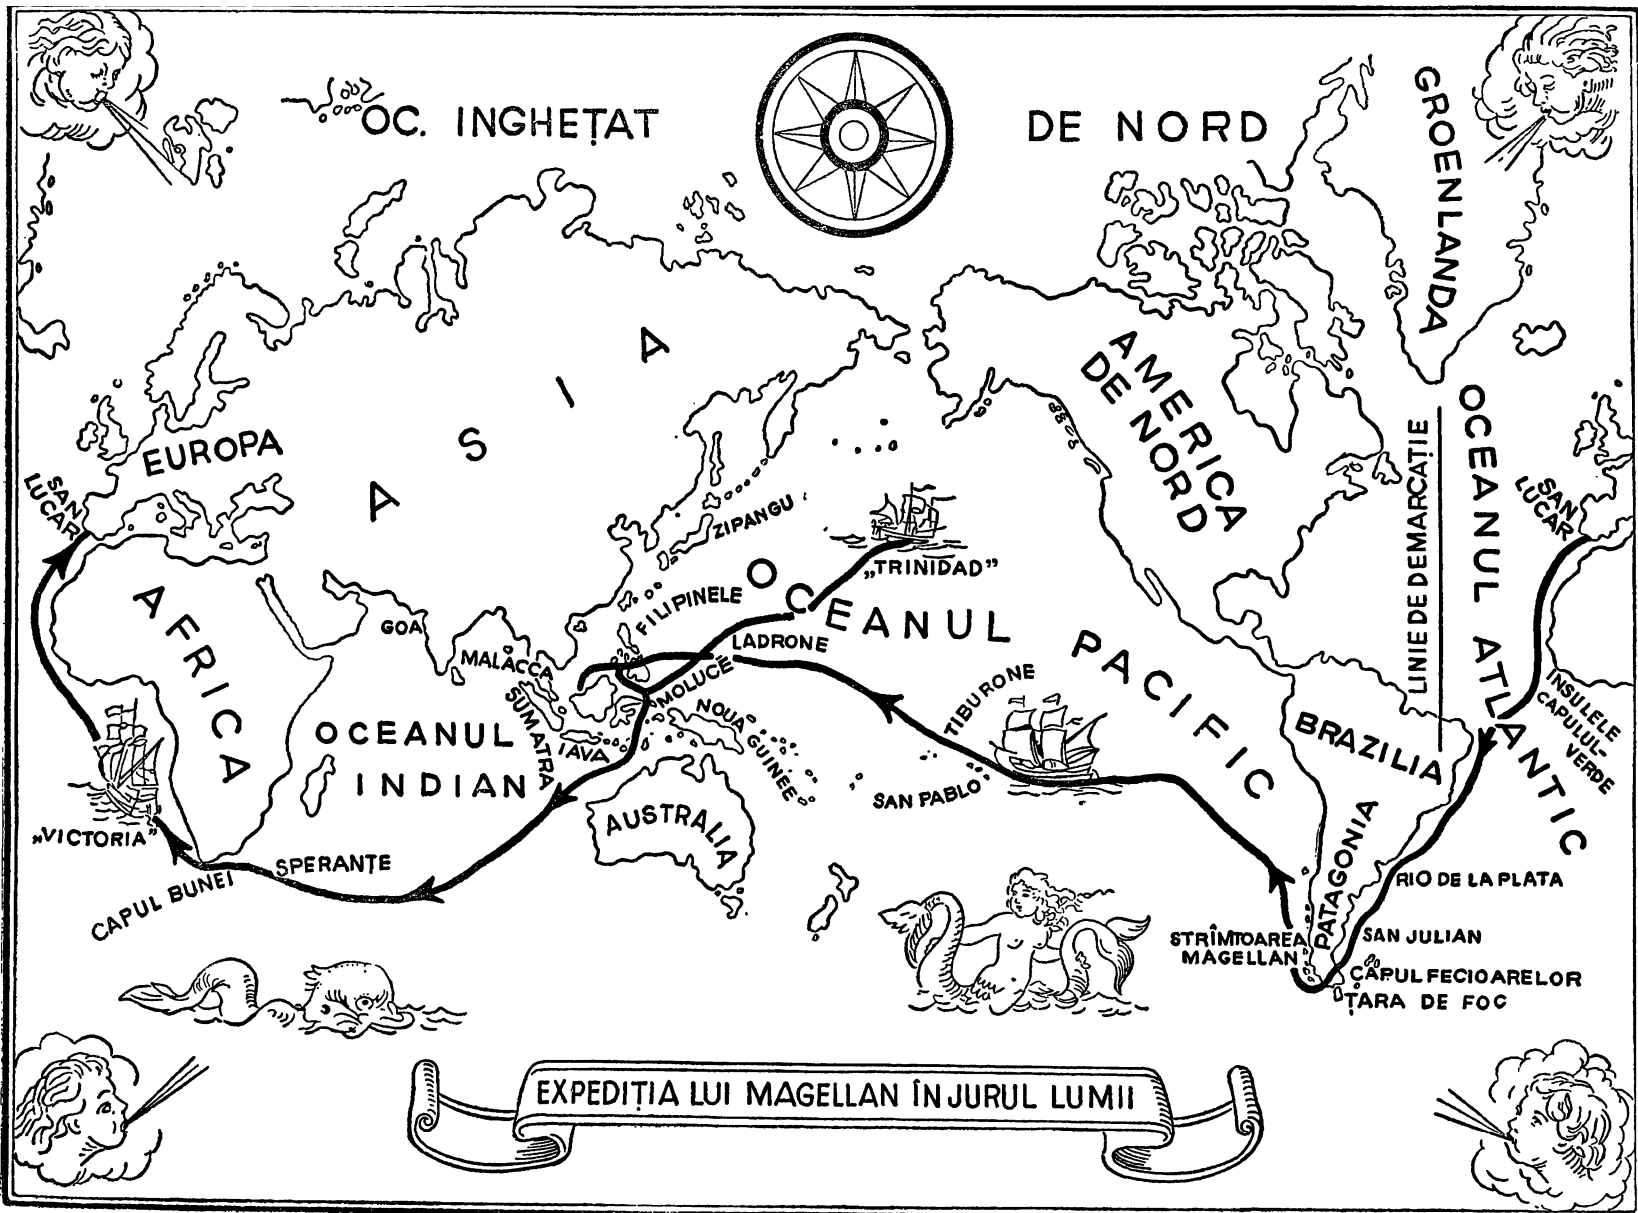 OC. INGHEȚAT DE NORD
GROENLANDA
AMERICA
DE NORD
ASIA
EUROPA
SAN
LUCAR
OCEANUL ATLANTIC
LINIE DE DEMARCAȚIE
SAN
LUCAR
ZIPANGU
„TRINIDAD”
AFRICA
GOA
FILIPINELE
OCEANUL PACIFIC
LADRONE
MALACCA
MOLUCE
SUMATRA
IAVA
NOUA
GUINEE
TIBURONE
INSULELE
CAPULUI-
VERDE
OCEANUL
INDIAN
BRAZILIA
SAN PABLO
AUSTRALIA
„VICTORIA”
CAPUL BUNEI SPERANȚE
PATAGONIA
RIO DE LA PLATA
STRÎMTOAREA
MAGELLAN
SAN JULIAN
CAPUL FECIOARELOR
ȚARA DE FOC
EXPEDIȚIA LUI MAGELLAN ÎN JURUL LUMII